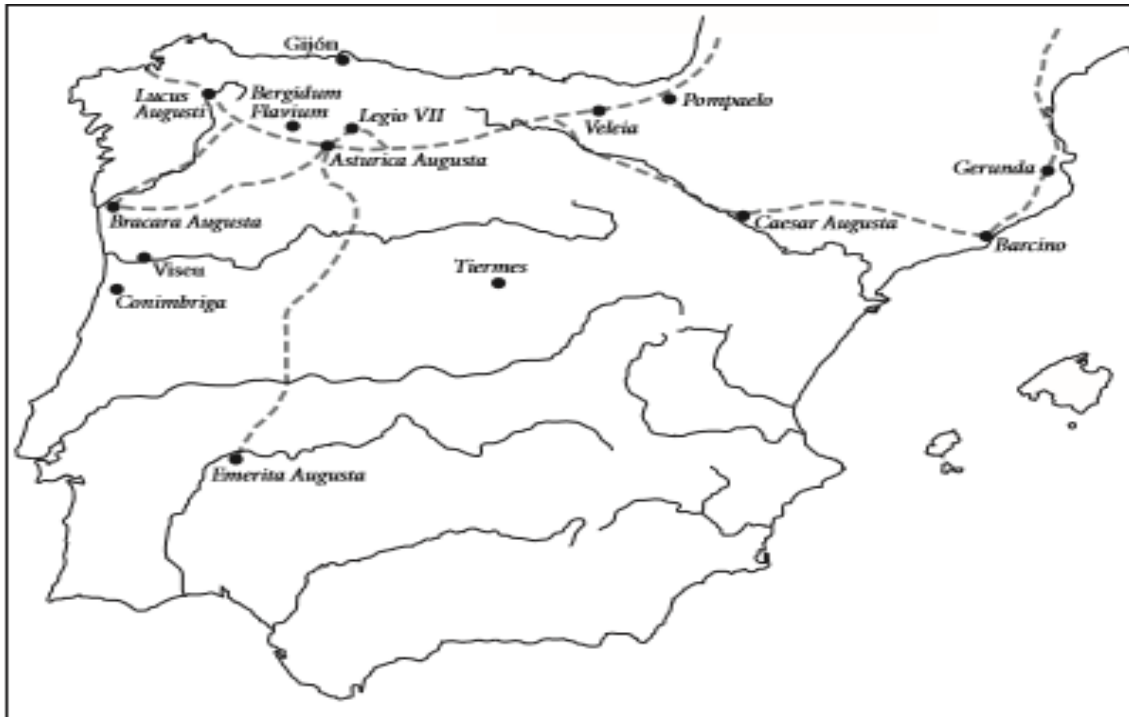 Gijón
Lucus
Augusti
Bergidum
Flavium
Legio VII
Asturica Augusta
Veleia
Pompaelo
Gerunda
Bracara Augusta
Caesar Augusta
Barcino
Viseu
Tiermes
Conimbriga
Emerita Augusta